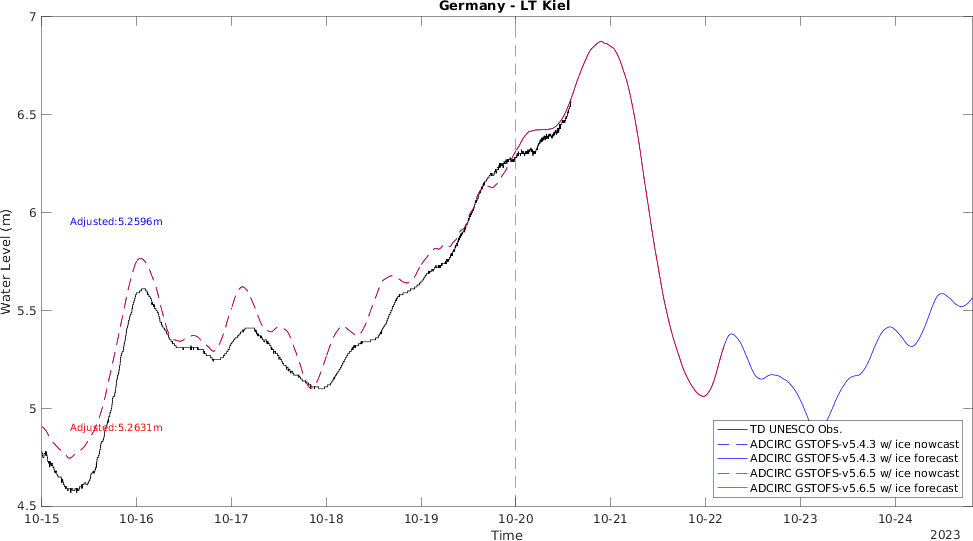 Germany - LT Kiel
7
6.5
6
5.5
5
4.5
Water Level (m)
Adjusted:5.2596m
Adjusted:5.2631m
TD UNESCO Obs.
ADCIRC GSTOFS-v5.4.3 w/ ice nowcast
ADCIRC GSTOFS-v5.4.3 w/ ice forecast
ADCIRC GSTOFS-v5.6.5 w/ ice nowcast
ADCIRC GSTOFS-v5.6.5 w/ ice forecast
10-15 10-16 10-17 10-18 10-19 10-20 10-21 10-22 10-23 10-24
Time
2023